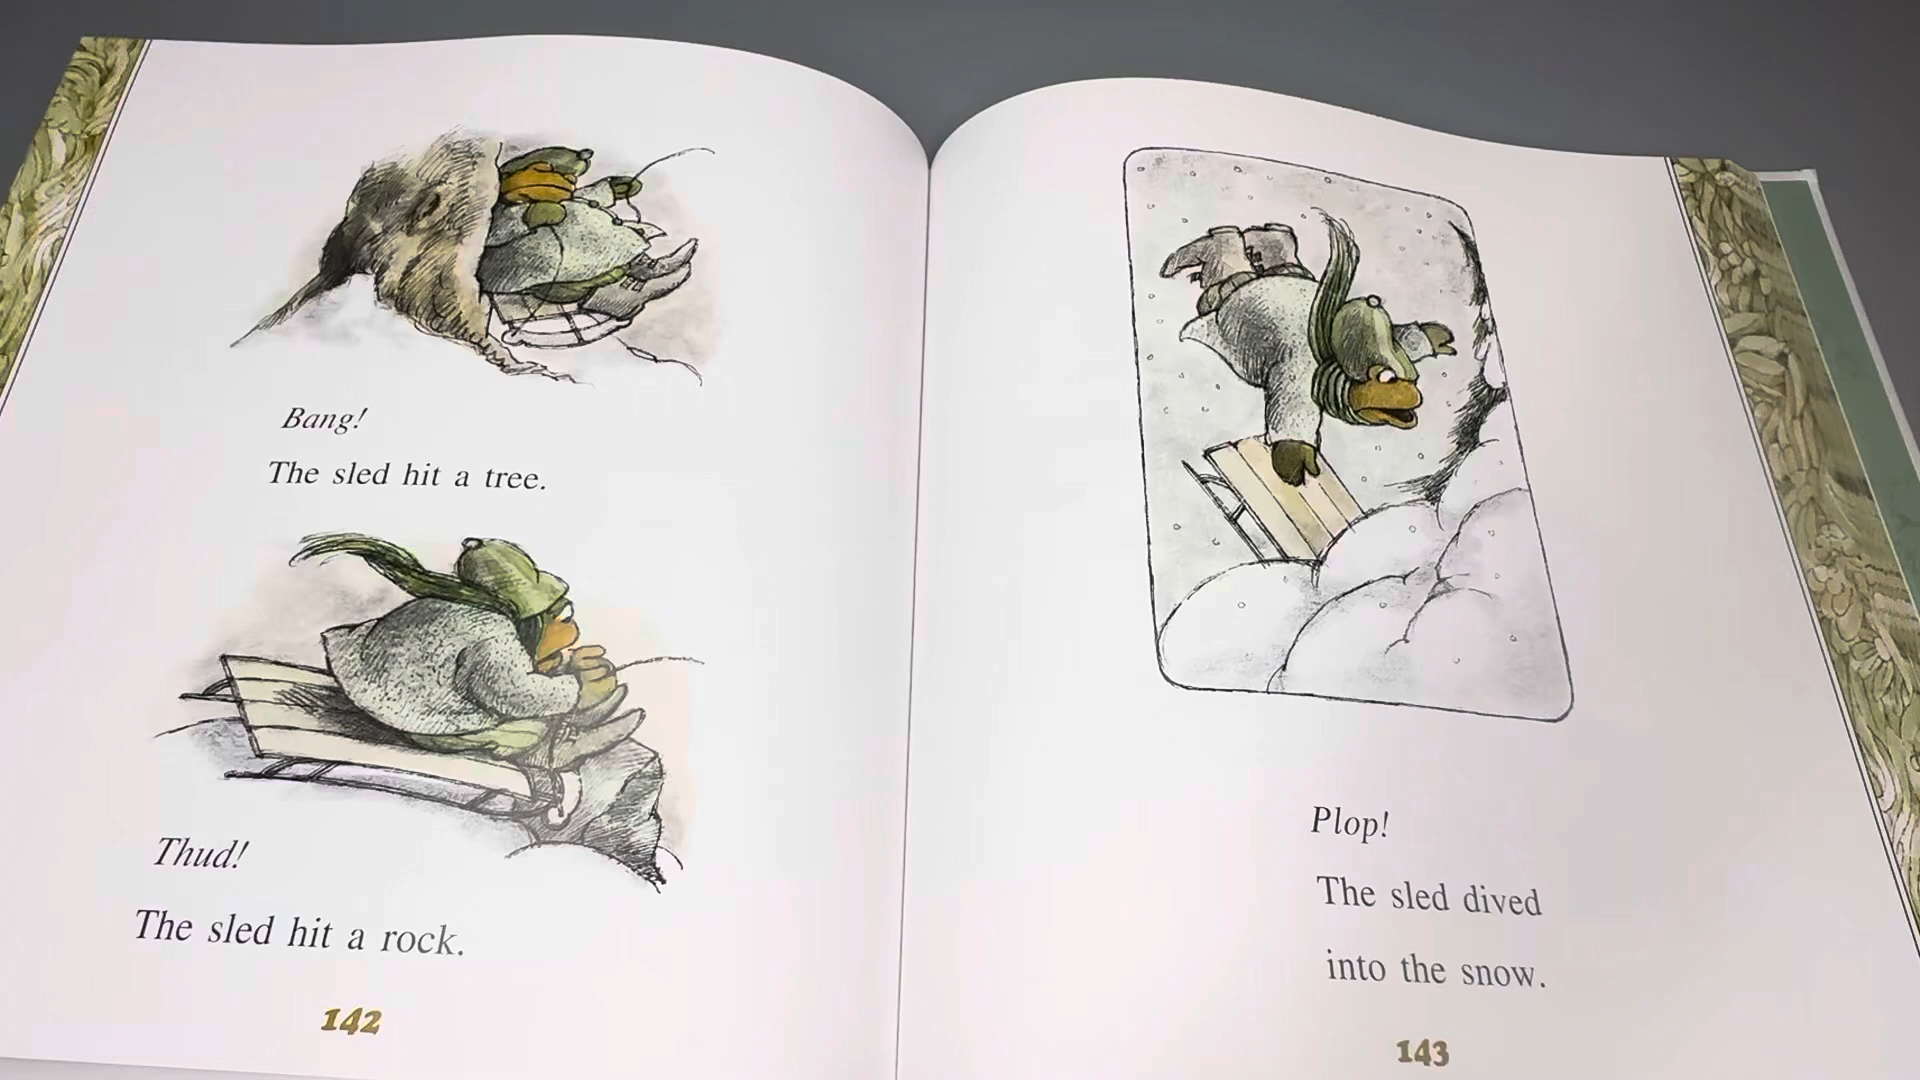 Bang!
The sled hit a tree.
Thud!
The sled hit a rock.
142
Plop!
The sled dived
into the snow.
143